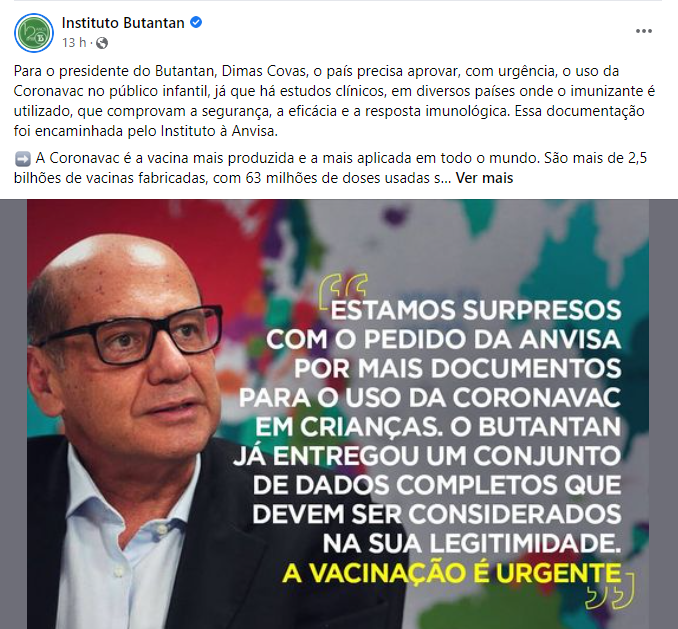 Instituto Butantan
13 h ·
Para o presidente do Butantan, Dimas Covas, o país precisa aprovar, com urgência, o uso da
Coronavac no público infantil, já que há estudos clínicos, em diversos países onde o imunizante é
utilizado, que comprovam a segurança, a eficácia e a resposta imunológica. Essa documentação
foi encaminhada pelo Instituto à Anvisa.
➡️ A Coronavac é a vacina mais produzida e a mais aplicada em todo o mundo. São mais de 2,5
bilhões de vacinas fabricadas, com 63 milhões de doses usadas s... Ver mais
“ESTAMOS SURPRESOS
COM O PEDIDO DA ANVISA
POR MAIS DOCUMENTOS
PARA O USO DA CORONAVAC
EM CRIANÇAS. O BUTANTAN
JÁ ENTREGOU UM CONJUNTO
DE DADOS COMPLETOS QUE
DEVEM SER CONSIDERADOS
NA SUA LEGITIMIDADE.
A VACINAÇÃO É URGENTE”